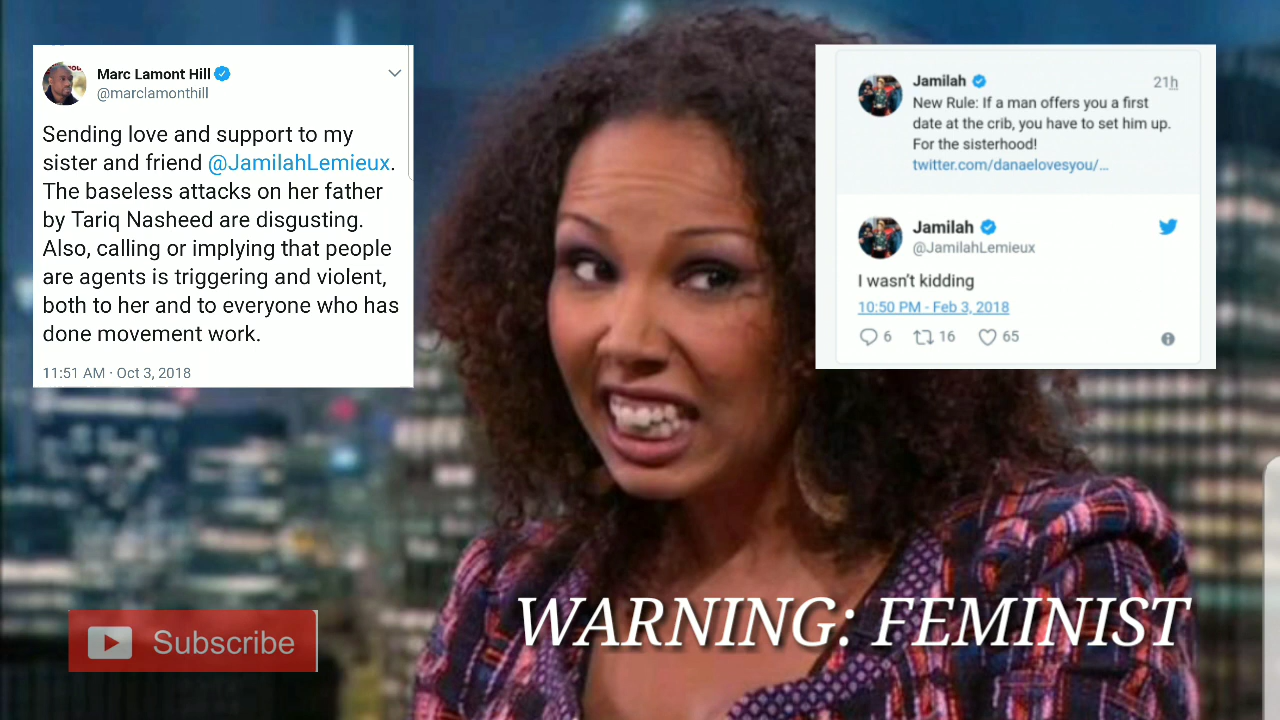 Marc Lamont Hill
@marclamonthill
Sending love and support to my
sister and friend @JamilahLemieux.
The baseless attacks on her father
by Tariq Nasheed are disgusting.
Also, calling or implying that people
are agents is triggering and violent,
both to her and to everyone who has
done movement work.
11:51 AM · Oct 3, 2018
Jamilah 21h
New Rule: If a man offers you a first
date at the crib, you have to set him up.
For the sisterhood!
twitter.com/danaelovesyou/...
Jamilah
@JamilahLemieux
I wasn't kidding
10:50 PM - Feb 3, 2018
6 16 65
WARNING: FEMINIST
Subscribe